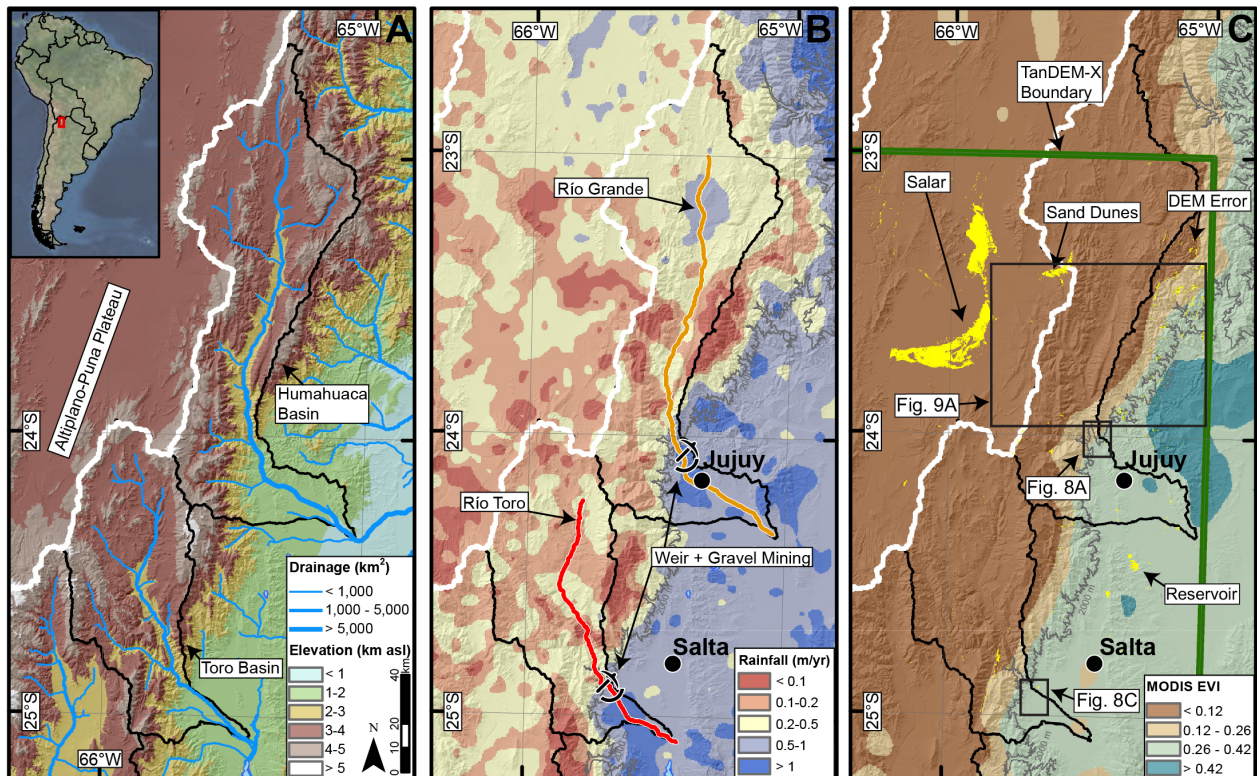 A
65°W
Altiplano-Puna Plateau
Humahuaca
Basin
Toro Basin
66°W
Drainage (km²)
< 1,000
1,000 - 5,000
> 5,000
Elevation (km asl)
< 1
1-2
2-3
3-4
4-5
> 5
N
km
40
20
10
0
B
66°W
65°W
23°S
24°S
25°S
Río Grande
Río Toro
Jujuy
Weir + Gravel Mining
Salta
2000 m
Rainfall (m/yr)
< 0.1
0.1-0.2
0.2-0.5
0.5-1
> 1
C
66°W
65°W
23°S
24°S
25°S
TanDEM-X
Boundary
Salar
Sand Dunes
DEM Error
Fig. 9A
Fig. 8A
Jujuy
Reservoir
Salta
Fig. 8C
2000 m
2000 m
MODIS EVI
< 0.12
0.12 - 0.26
0.26 - 0.42
> 0.42